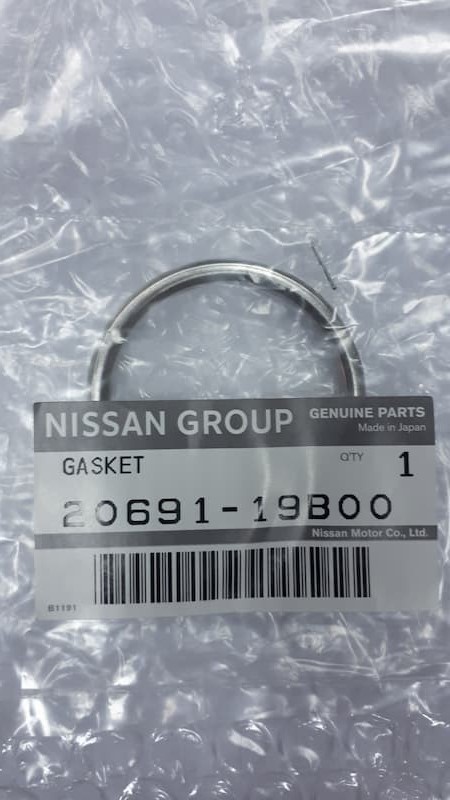 NISSAN GROUP GENUINE PARTS
Made in Japan
GASKET Q'TY 1
20691-19B00
Nissan Motor Co., Ltd.
B1191